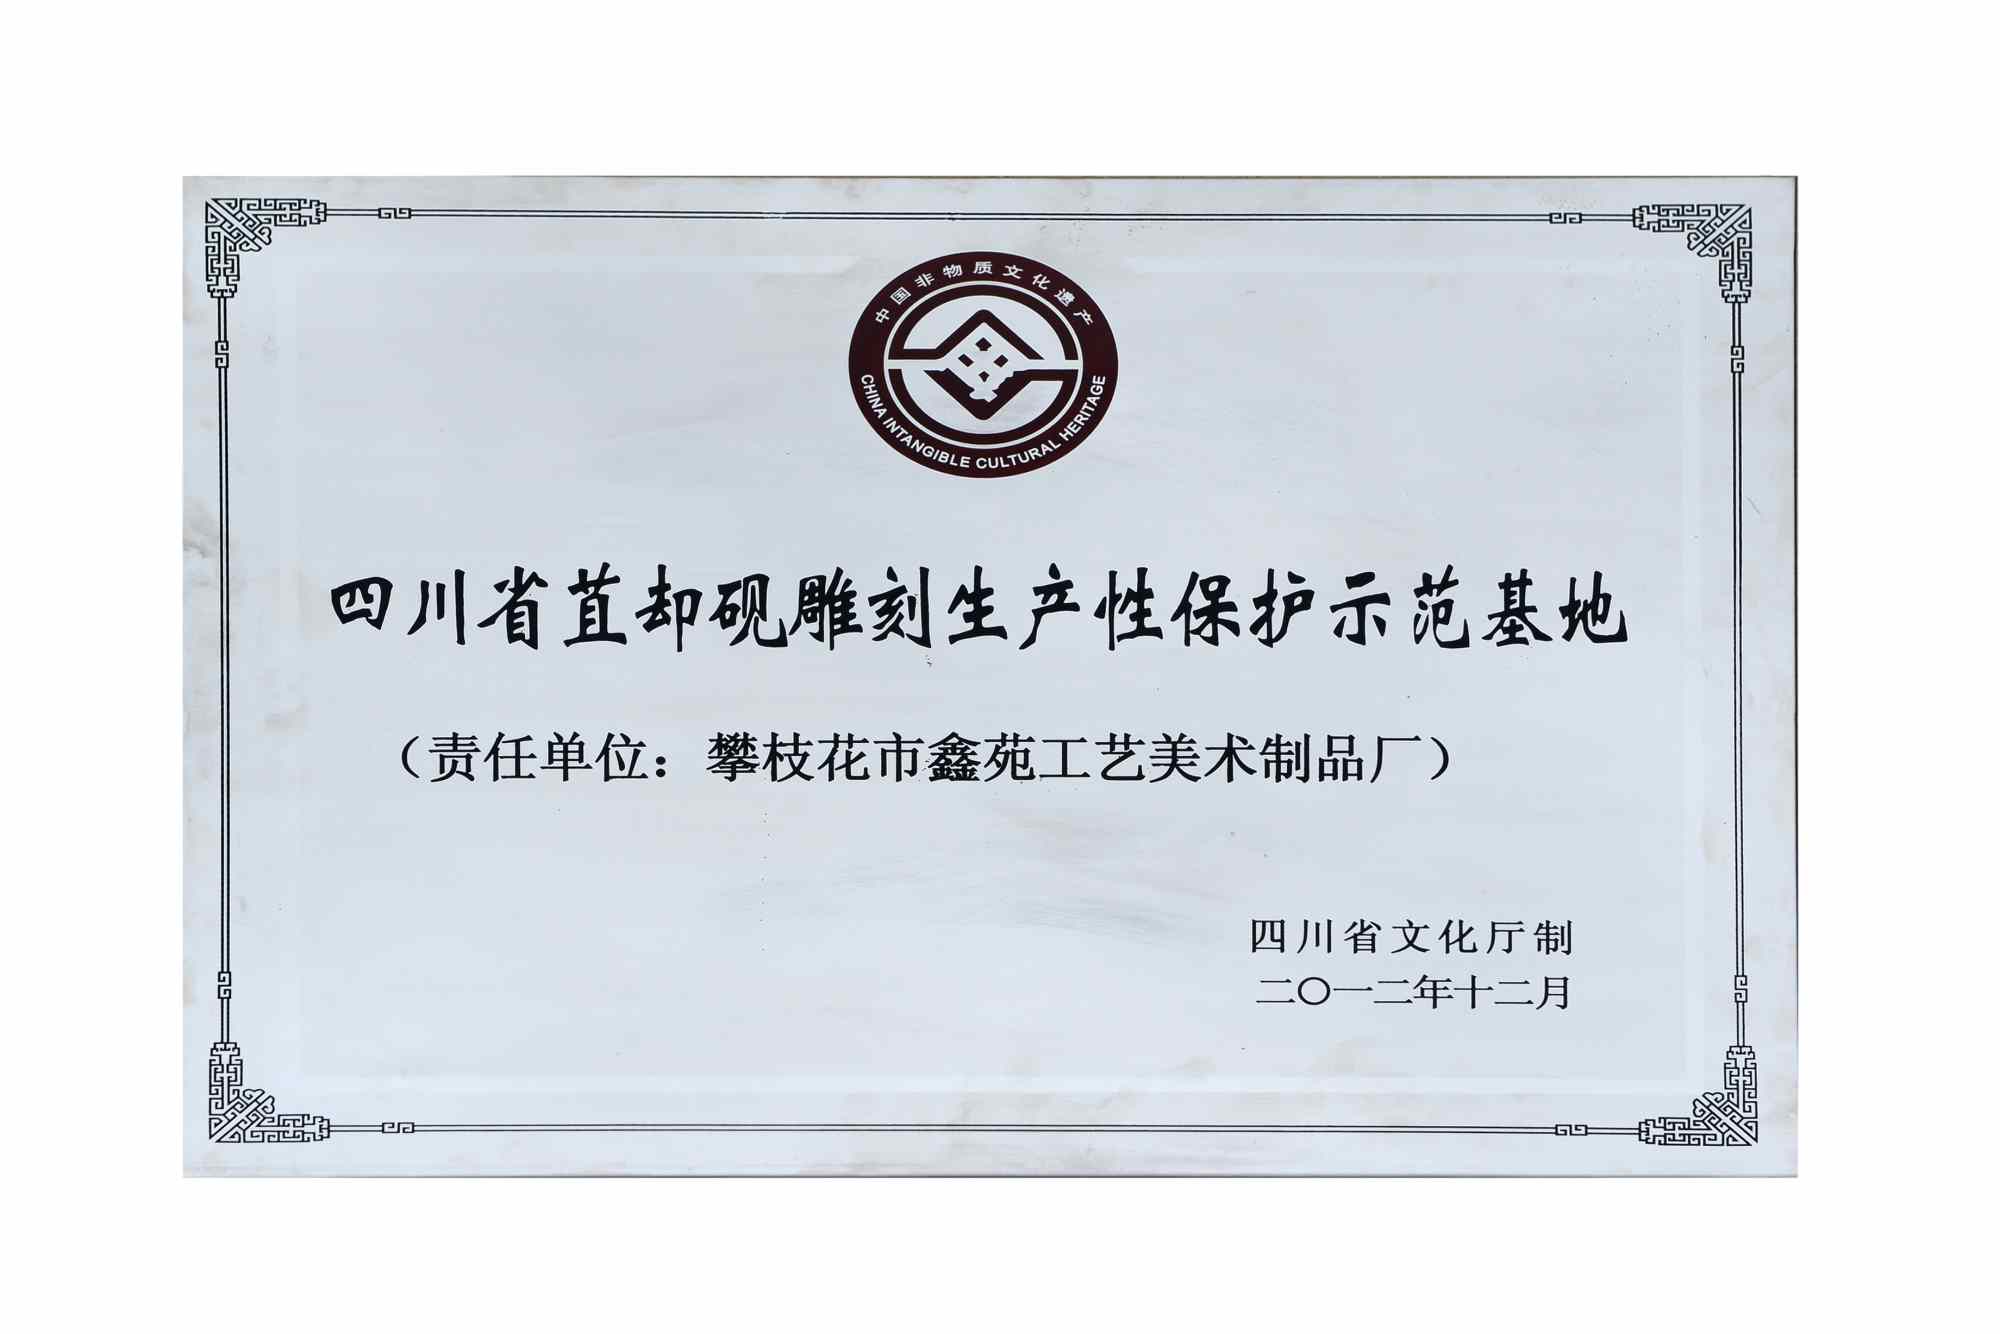 中国非物质文化遗产
CHINA INTANGIBLE CULTURAL HERITAGE
四川省苴却砚雕刻生产性保护示范基地
（责任单位：攀枝花市鑫苑工艺美术制品厂）
四川省文化厅制
二〇一二年十二月